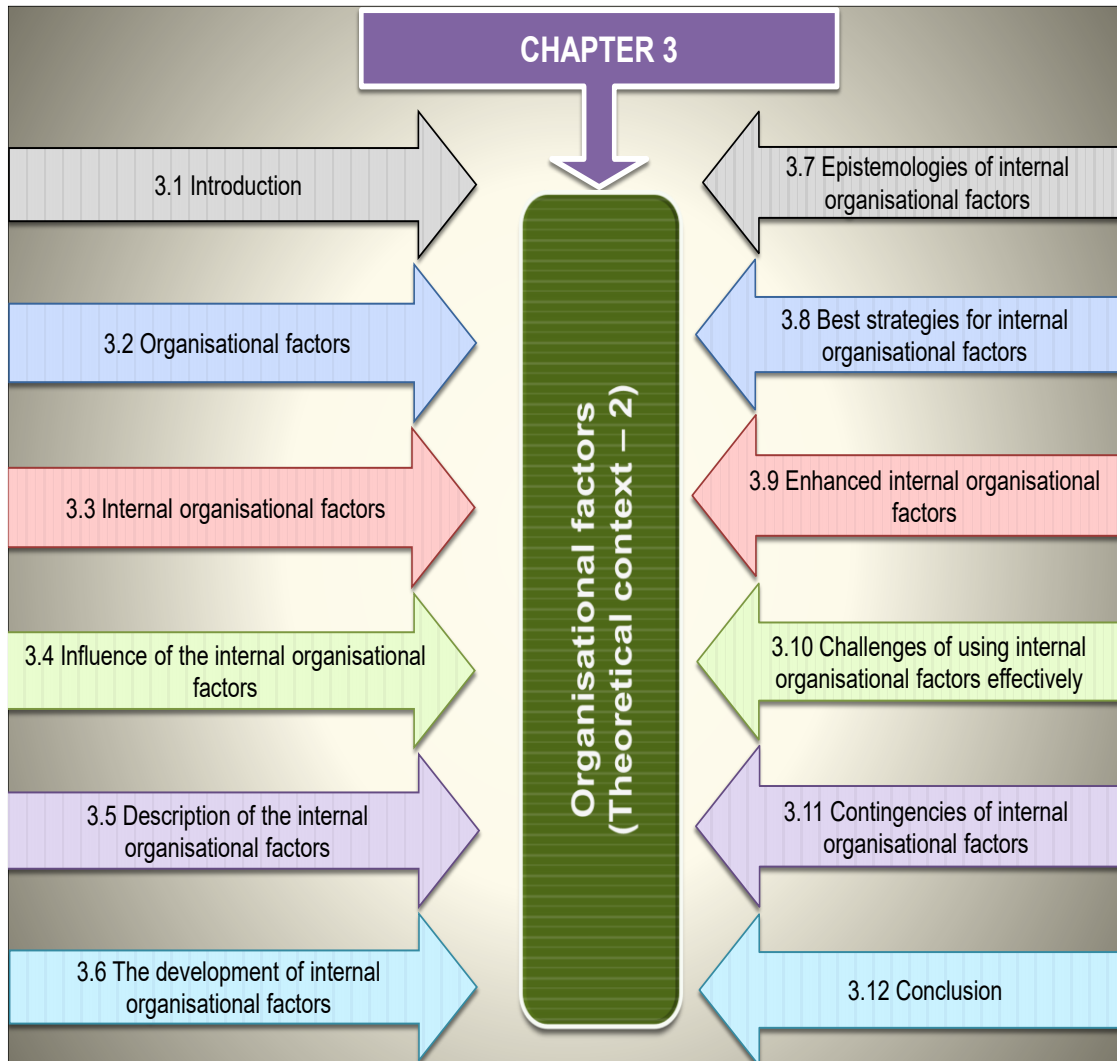 CHAPTER 3
3.1 Introduction
3.2 Organisational factors
3.3 Internal organisational factors
3.4 Influence of the internal organisational
factors
3.5 Description of the internal
organisational factors
3.6 The development of internal
organisational factors
Organisational factors
(Theoretical context – 2)
3.7 Epistemologies of internal
organisational factors
3.8 Best strategies for internal
organisational factors
3.9 Enhanced internal organisational
factors
3.10 Challenges of using internal
organisational factors effectively
3.11 Contingencies of internal
organisational factors
3.12 Conclusion